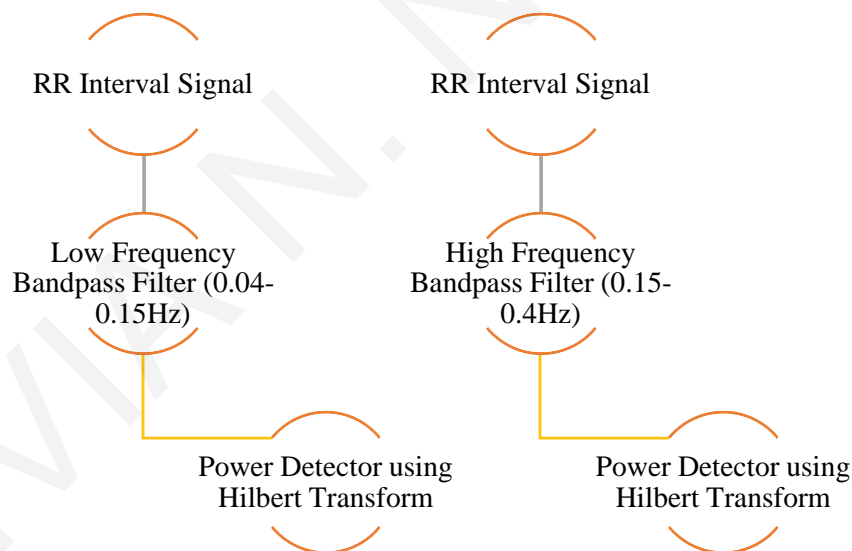 RR Interval Signal
RR Interval Signal
Low Frequency
Bandpass Filter (0.04-
0.15Hz)
High Frequency
Bandpass Filter (0.15-
0.4Hz)
Power Detector using
Hilbert Transform
Power Detector using
Hilbert Transform